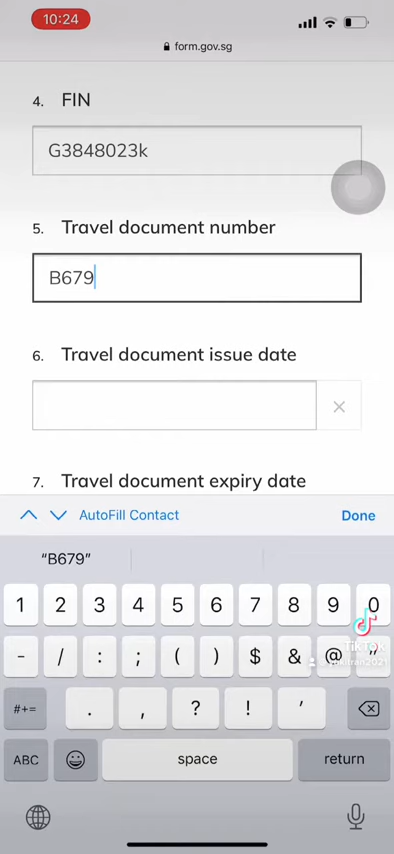 10:24
form.gov.sg
4. FIN
G3848023k
5. Travel document number
B679
6. Travel document issue date
7. Travel document expiry date
AutoFill Contact Done
“B679”
1 2 3 4 5 6 7 8 9 0
- / : ; ( ) $ & @ "
TikTok
#+= . , ? ! ’
ABC space return